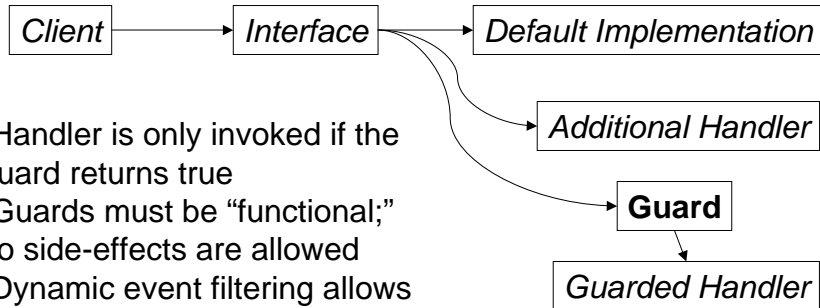 Client
Interface
Default Implementation
Handler is only invoked if the
uard returns true
Additional Handler
Guards must be “functional;”
Guard
o side-effects are allowed
Dynamic event filtering allows
Guarded Handler